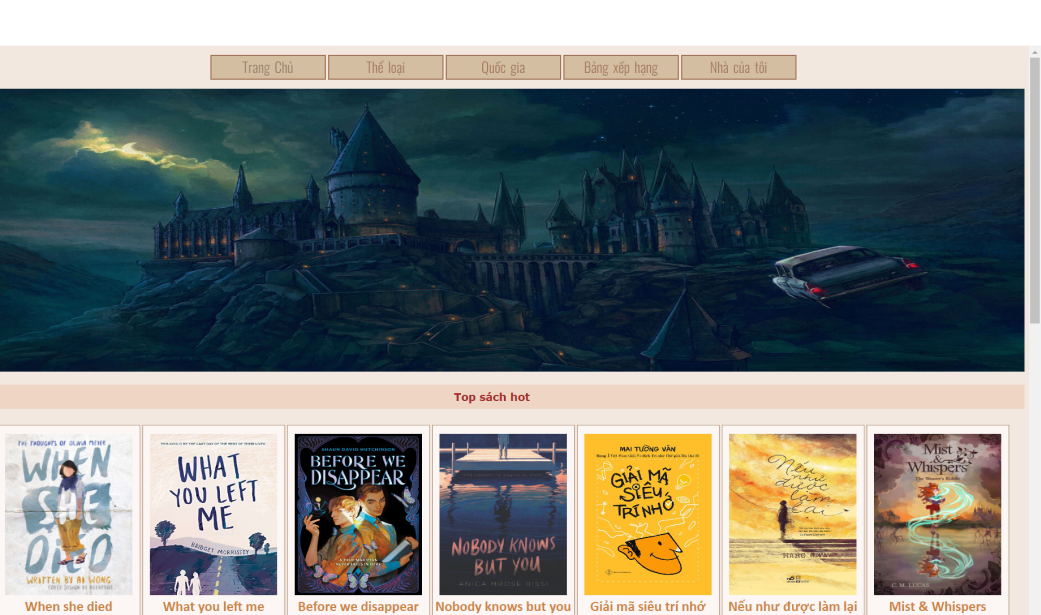 Trang Chủ
Thể loại
Quốc gia
Bảng xếp hạng
Nhà của tôi
Top sách hot
THE THOUGHTS OF OLIVIA MEYER
WHEN
SHE
DIED
WRITTEN BY AN WONG
WHAT
YOU LEFT
ME
BRIDGET MORRISSEY
SHAUN DAVID HUTCHINSON
BEFORE WE
DISAPPEAR
NOBODY KNOWS
BUT YOU
ANICA MROSE RISSI
MAI TƯỜNG VÂN
GIẢI MÃ
SIÊU
TRÍ NHỚ
Nếu
như
được
làm
lại
Mist
&
Whispers
C. M. LUCAS
When she died
What you left me
Before we disappear
Nobody knows but you
Giải mã siêu trí nhớ
Nếu như được làm lại
Mist & Whispers